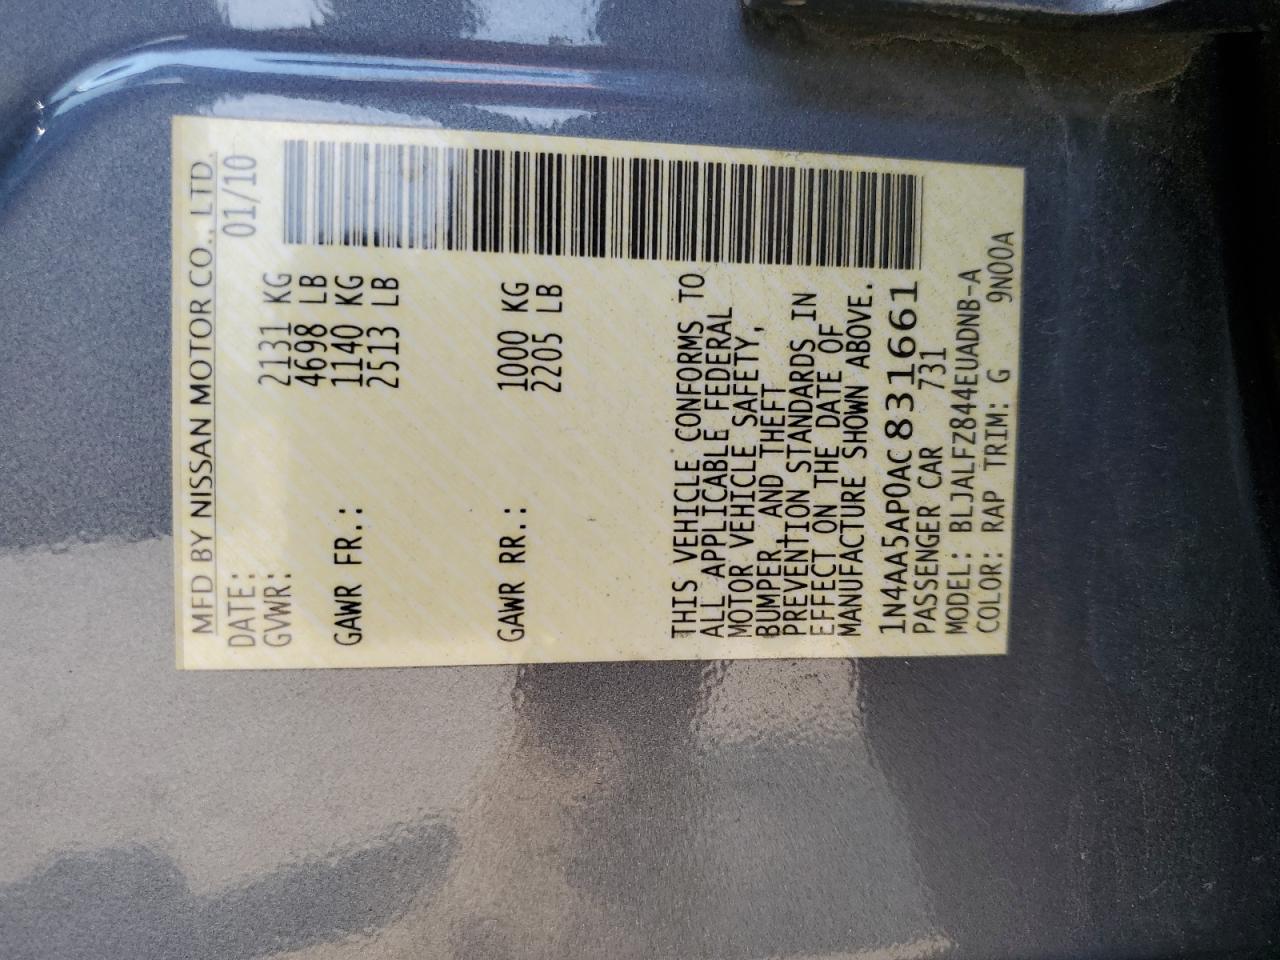 MFD BY NISSAN MOTOR CO., LTD.
DATE: 01/10
GVWR: 2131 KG
4698 LB
GAWR FR.: 1140 KG
2513 LB
GAWR RR.: 1000 KG
2205 LB
THIS VEHICLE CONFORMS TO
ALL APPLICABLE FEDERAL
MOTOR VEHICLE SAFETY,
BUMPER, AND THEFT
PREVENTION STANDARDS IN
EFFECT ON THE DATE OF
MANUFACTURE SHOWN ABOVE.
1N4AA5AP0AC831661
PASSENGER CAR 731
MODEL: BLJALFZ844EUADNB-A
COLOR: RAP TRIM: G 9N00A